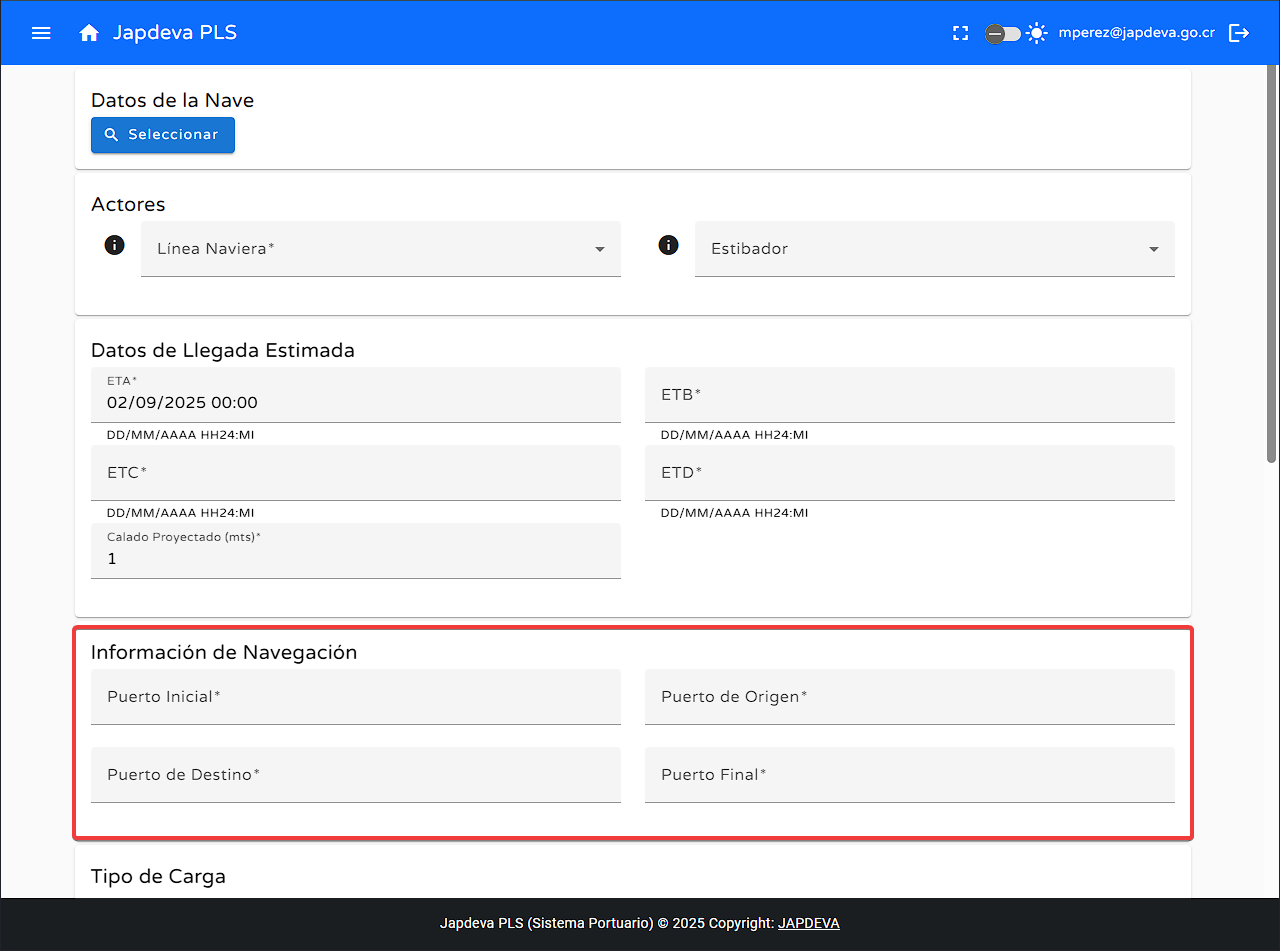 Japdeva PLS
mperez@japdeva.go.cr
Datos de la Nave
Seleccionar
Actores
Línea Naviera*
Estibador
Datos de Llegada Estimada
ETA*
02/09/2025 00:00
DD/MM/AAAA HH24:MI
ETB*
DD/MM/AAAA HH24:MI
ETC*
DD/MM/AAAA HH24:MI
ETD*
DD/MM/AAAA HH24:MI
Calado Proyectado (mts)*
1
Información de Navegación
Puerto Inicial*
Puerto de Origen*
Puerto de Destino*
Puerto Final*
Tipo de Carga
Japdeva PLS (Sistema Portuario) © 2025 Copyright: JAPDEVA